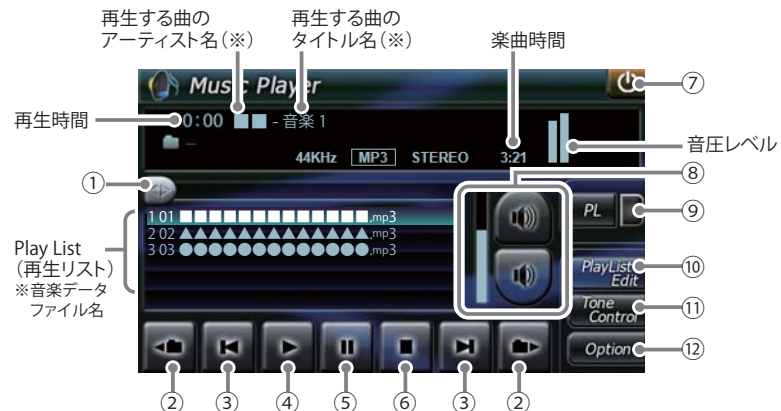 再生する曲の
アーティスト名(※)
再生する曲の
タイトル名(※)
楽曲時間
Music Player
⑦
再生時間
0:00 ■■ - 音楽 1
音圧レベル
–
44KHz MP3 STEREO 3:21
①
⑧
PL
⑨
1 01 ■■■■■■■■■■■■■.mp3
2 02 ▲▲▲▲▲▲▲▲▲▲▲▲▲.mp3
3 03 ●●●●●●●●●●●●●.mp3
Play List
(再生リスト)
※音楽データ
ファイル名
PlayList
Edit
⑩
Tone
Control
⑪
Option
⑫
②
③
④
⑤
⑥
③
②